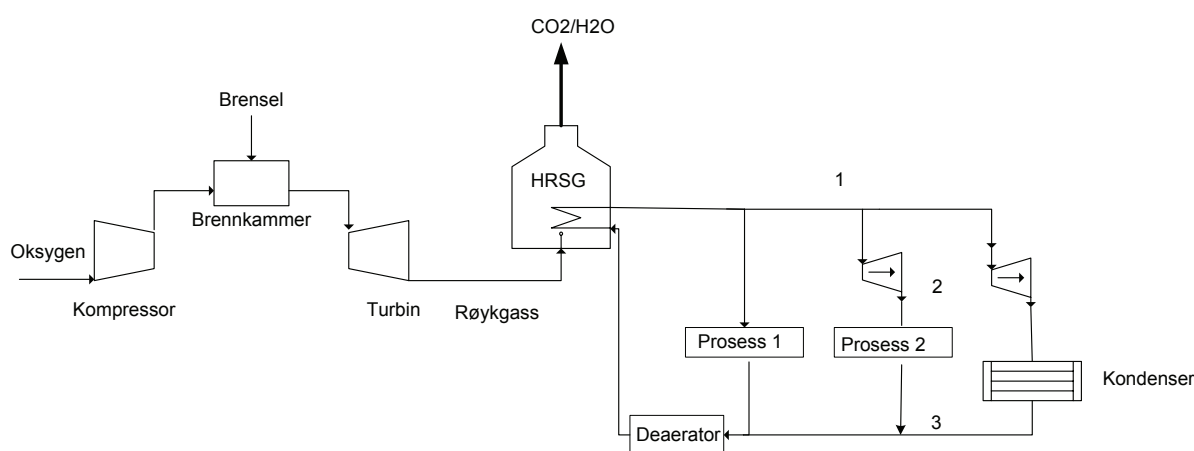 CO2/H2O
Brensel
HRSG
1
Brennkammer
Oksygen
2
Kompressor
Turbin
Røykgass
Prosess 1
Prosess 2
Kondenser
3
Deaerator